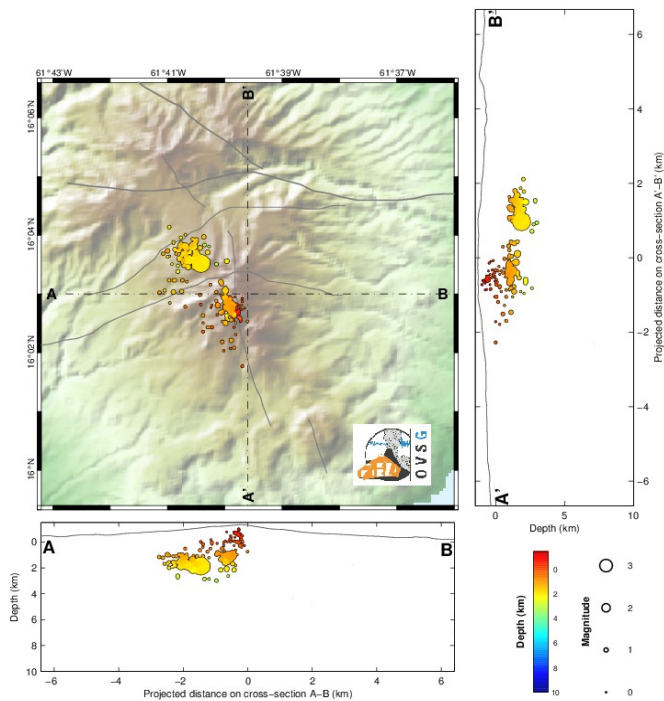 61°43'W 61°41'W 61°39'W 61°37'W
16°06'N
16°04'N
16°02'N
16°N
B'
A
B
A'
OVSG
B'
6
4
2
0
−2
−4
−6
Projected distance on cross−section A'−B' (km)
A'
0 5 10
Depth (km)
A
B
0
2
4
6
8
10
Depth (km)
−6 −4 −2 0 2 4 6
Projected distance on cross−section A−B (km)
Depth (km)
0
2
4
6
8
10
Magnitude
3
2
1
0